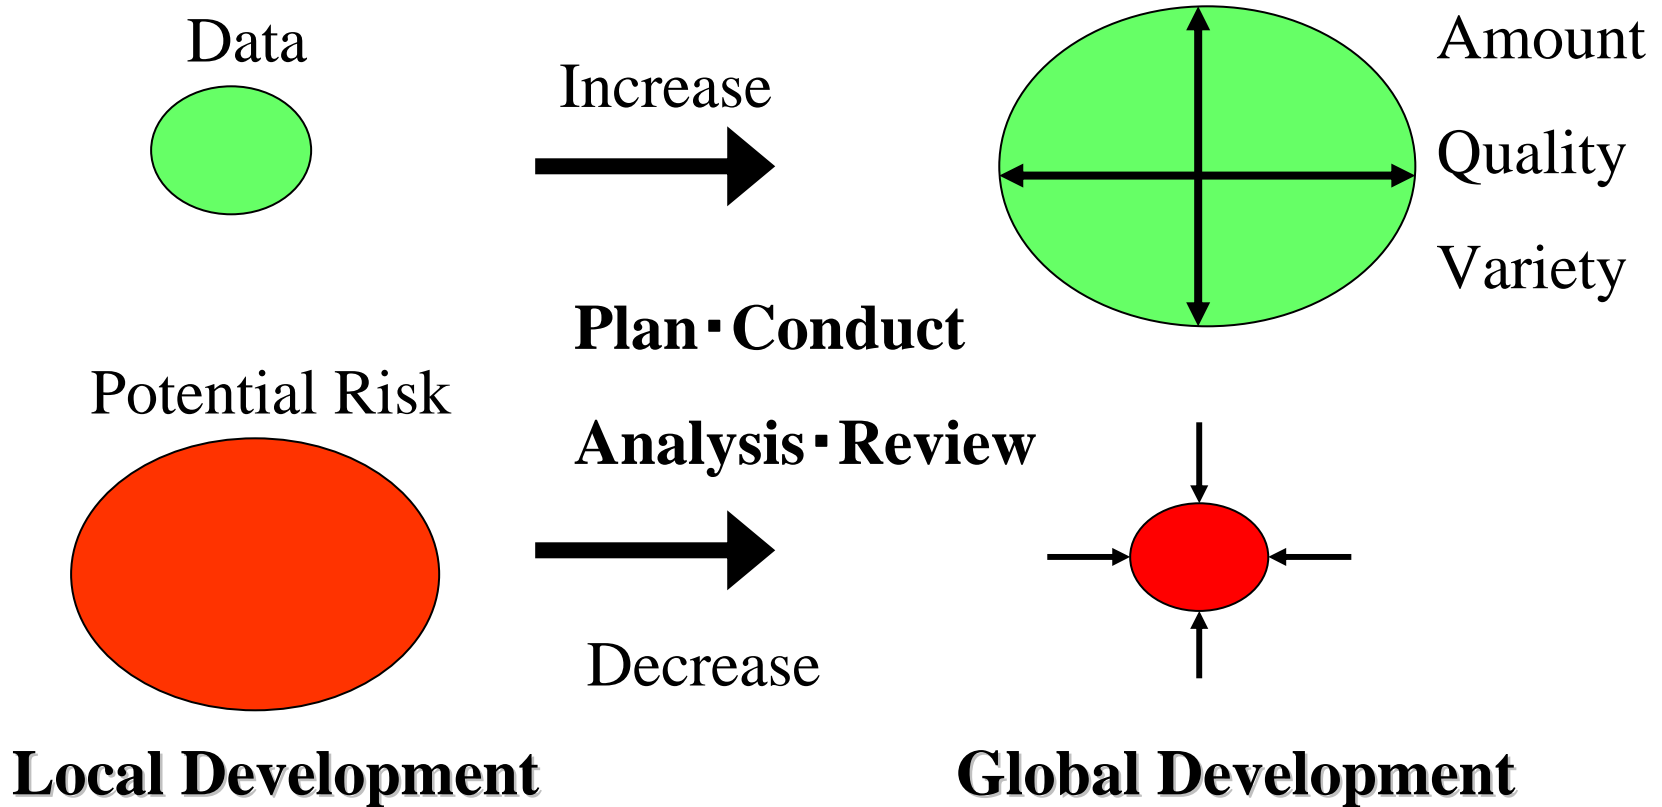 Data
Increase
Amount
Quality
Variety
Plan・Conduct
Analysis・Review
Potential Risk
Decrease
Local Development
Global Development